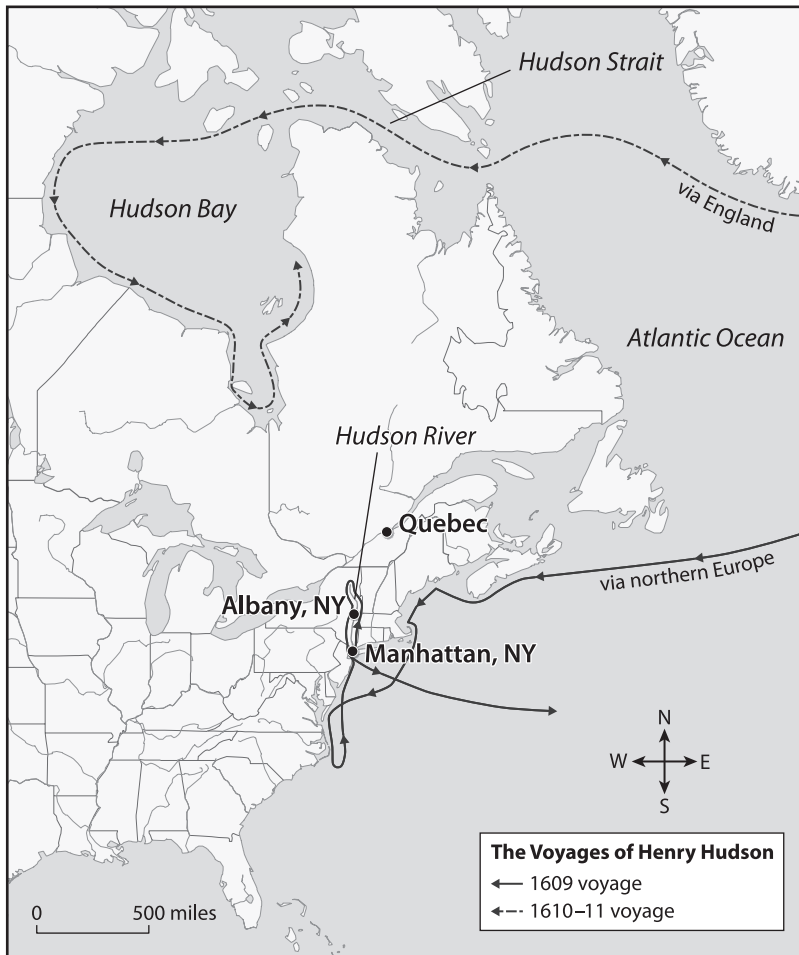 Hudson Strait
via England
Hudson Bay
Atlantic Ocean
Hudson River
Quebec
via northern Europe
Albany, NY
Manhattan, NY
N
W E
S
The Voyages of Henry Hudson
1609 voyage
1610–11 voyage
0 500 miles